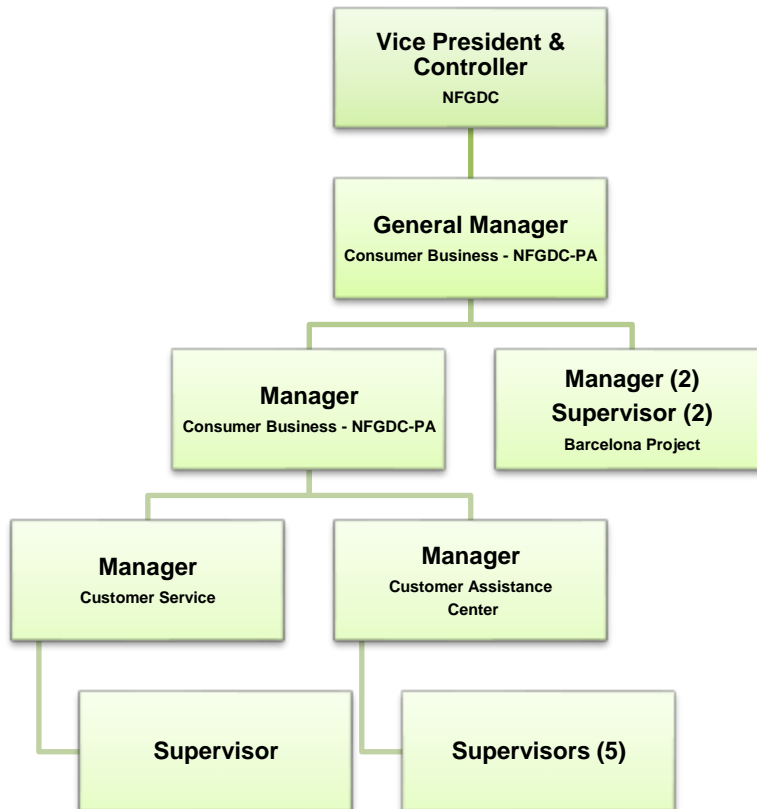 Vice President &
Controller
NFGDC
General Manager
Consumer Business - NFGDC-PA
Manager
Consumer Business - NFGDC-PA
Manager (2)
Supervisor (2)
Barcelona Project
Manager
Customer Service
Manager
Customer Assistance
Center
Supervisor
Supervisors (5)